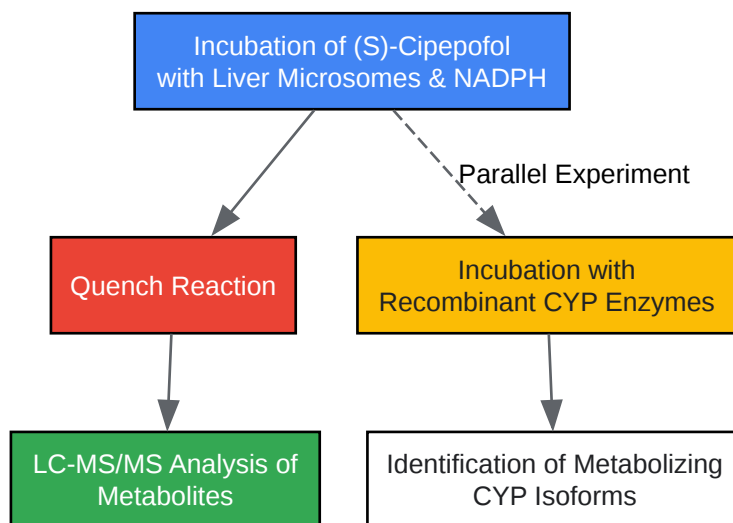 Incubation of (S)-Cipepofol
with Liver Microsomes & NADPH
Parallel Experiment
Quench Reaction
Incubation with
Recombinant CYP Enzymes
LC-MS/MS Analysis of
Metabolites
Identification of Metabolizing
CYP Isoforms